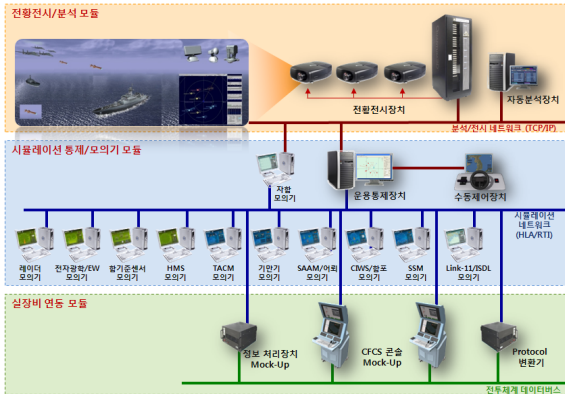 전황전시/분석 모듈
전황전시장치
자동분석장치
분석/전시 네트워크 (TCP/IP)
시뮬레이션 통제/모의기 모듈
자함
모의기
운용통제장치
수동제어장치
시뮬레이션
네트워크
(HLA/RTI)
레이더
모의기
전자광학/EW
모의기
함기준센서
모의기
HMS
모의기
TACM
모의기
기만기
모의기
SAAM/어뢰
모의기
CIWS/함포
모의기
SSM
모의기
Link-11/ISDL
모의기
실장비 연동 모듈
정보 처리장치
Mock-Up
CFCS 콘솔
Mock-Up
Protocol
변환기
전투체계 데이터버스